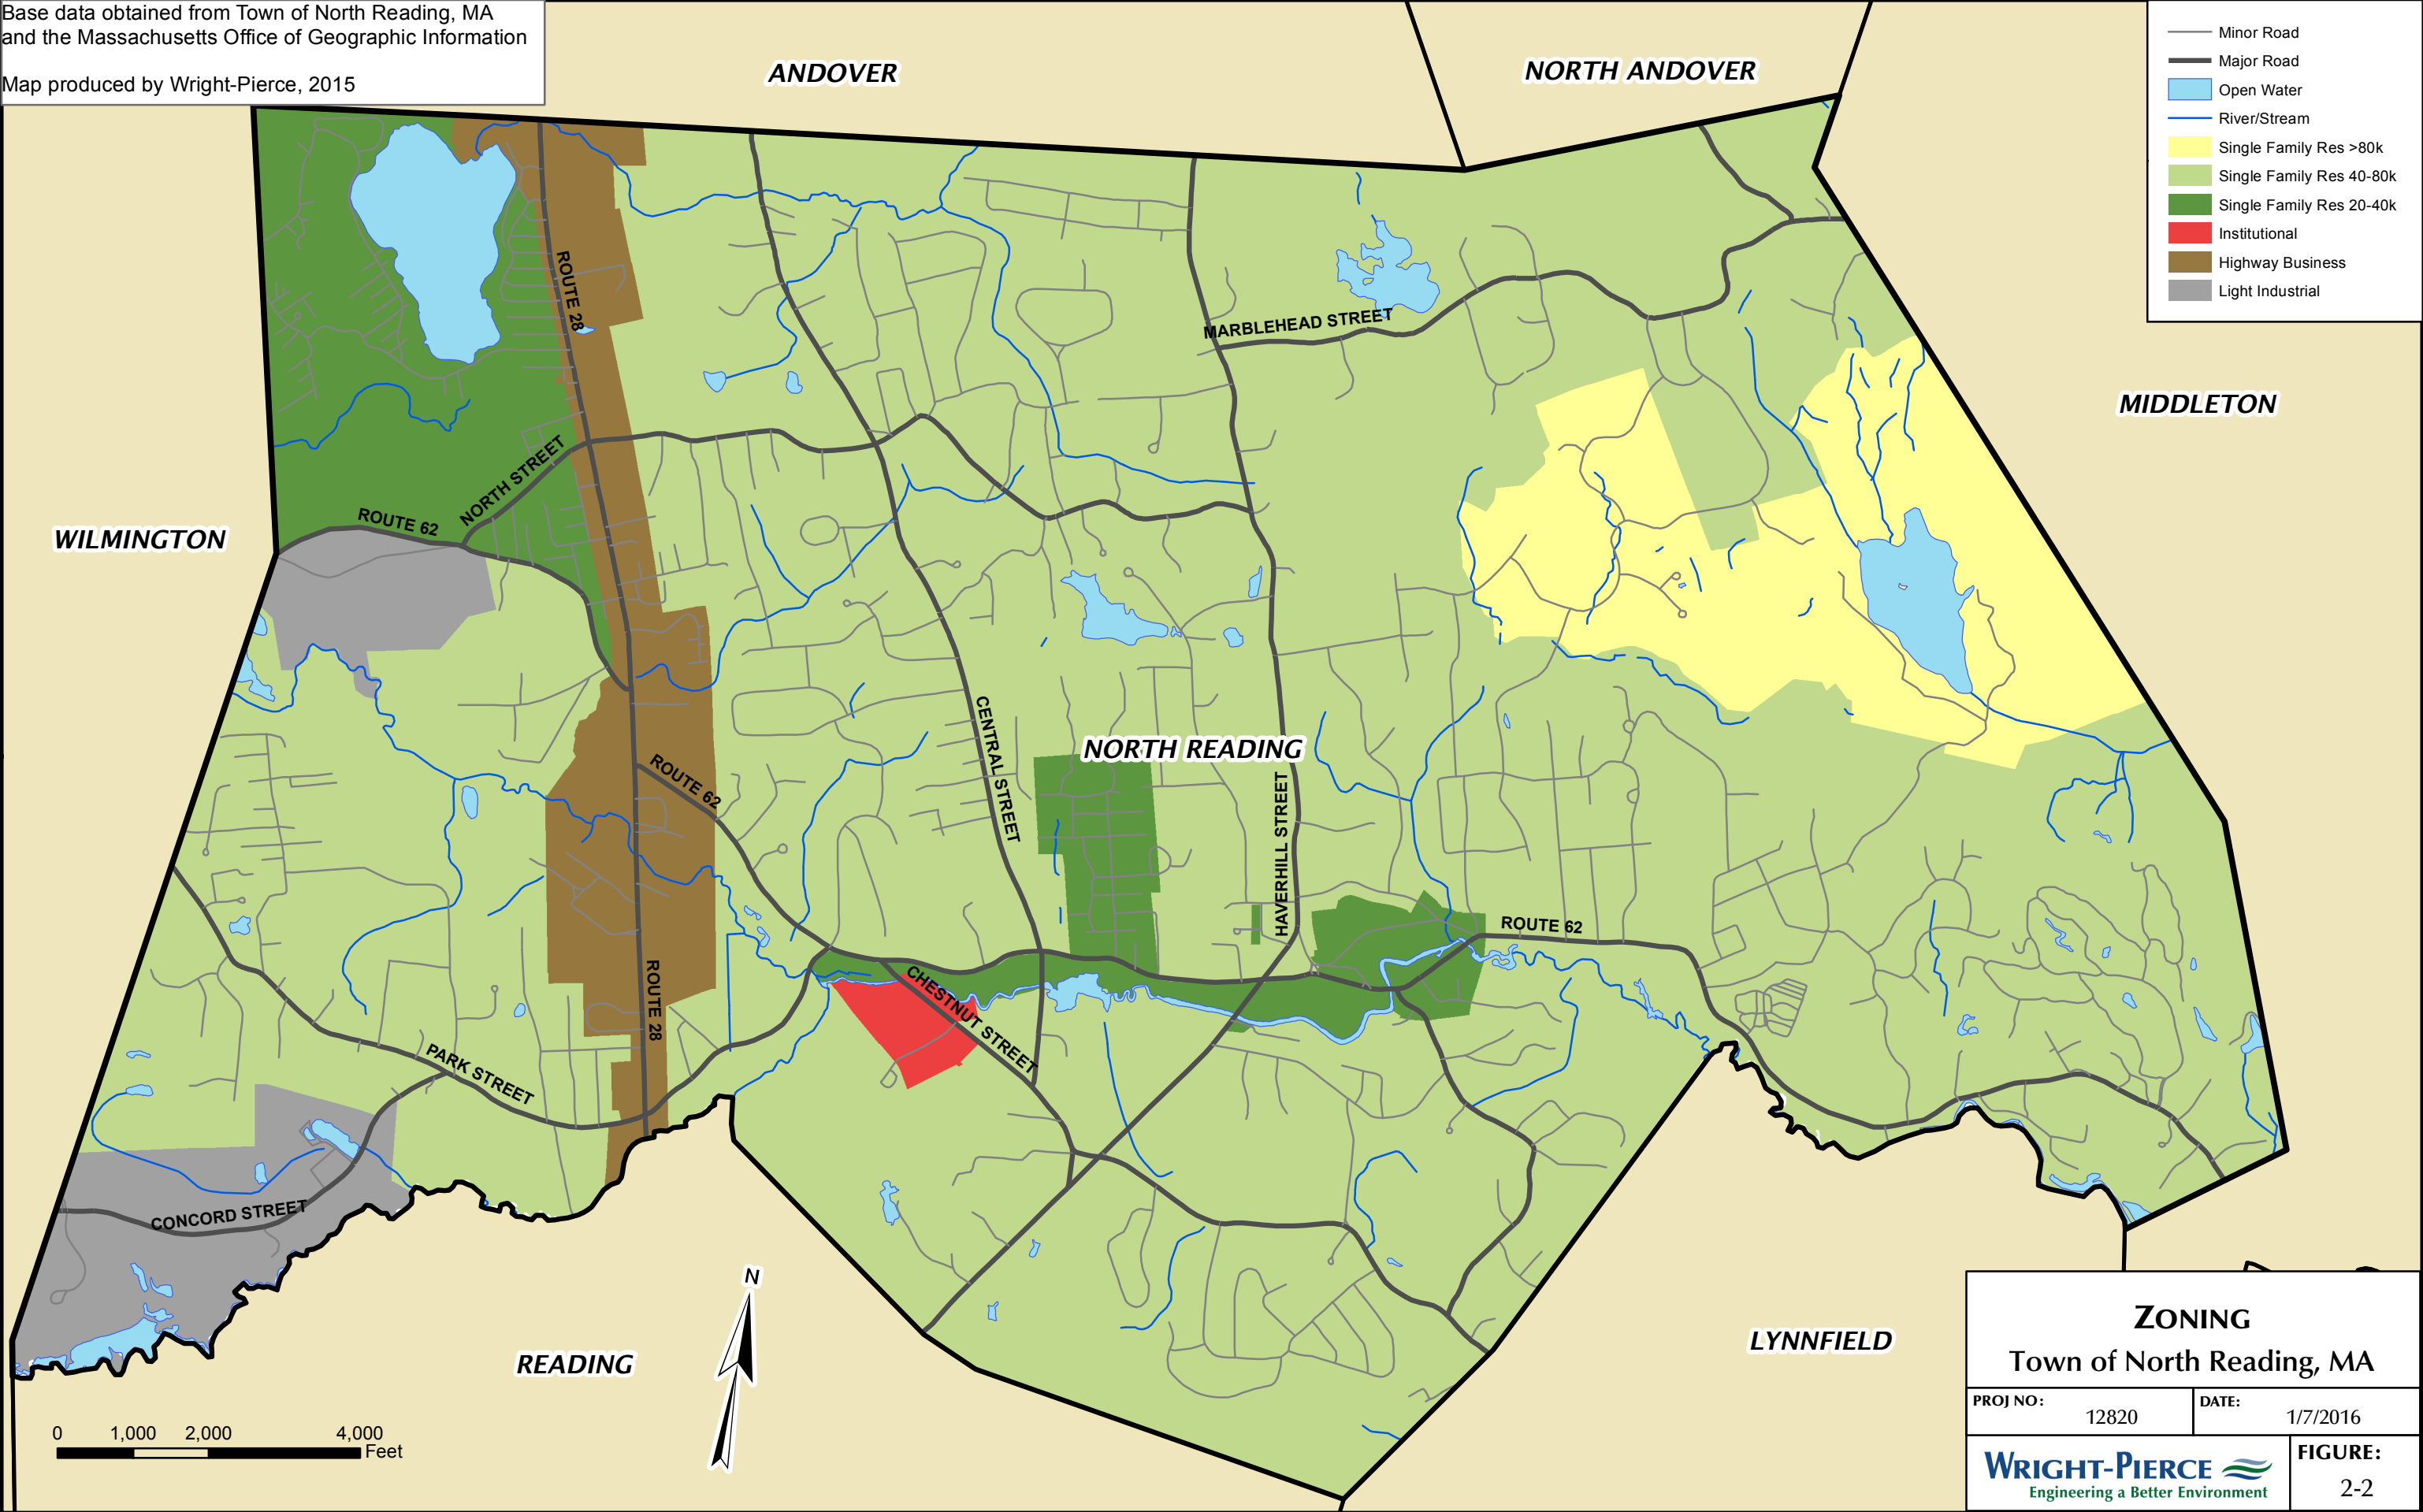 Base data obtained from Town of North Reading, MA
and the Massachusetts Office of Geographic Information
Map produced by Wright-Pierce, 2015
ANDOVER
NORTH ANDOVER
Minor Road
Major Road
Open Water
River/Stream
Single Family Res >80k
Single Family Res 40-80k
Single Family Res 20-40k
Institutional
Highway Business
Light Industrial
ROUTE 28
MARBLEHEAD STREET
MIDDLETON
NORTH STREET
ROUTE 62
WILMINGTON
CENTRAL STREET
NORTH READING
ROUTE 62
HAVERHILL STREET
ROUTE 62
ROUTE 28
CHESTNUT STREET
PARK STREET
CONCORD STREET
N
READING
LYNNFIELD
0 1,000 2,000 4,000
Feet
ZONING
Town of North Reading, MA
PROJ NO: 12820
DATE: 1/7/2016
WRIGHT-PIERCE
Engineering a Better Environment
FIGURE:
2-2